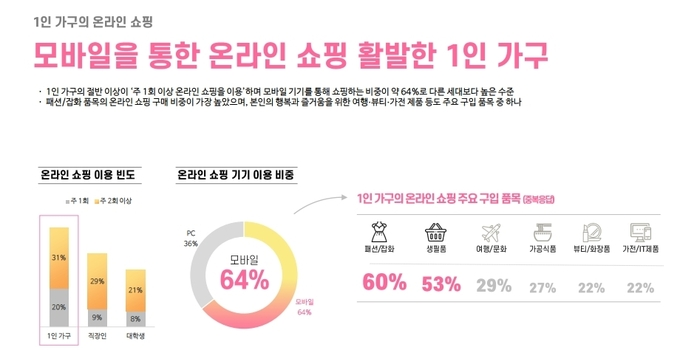 1인 가구의 온라인 쇼핑
모바일을 통한 온라인 쇼핑 활발한 1인 가구
· 1인 가구의 절반 이상이 '주 1회 이상 온라인 쇼핑을 이용'하며 모바일 기기를 통해 쇼핑하는 비중이 약 64%로 다른 세대보다 높은 수준
· 패션/잡화 품목의 온라인 쇼핑 구매 비중이 가장 높았으며, 본인의 행복과 즐거움을 위한 여행·뷰티·가전 제품 등도 주요 구입 품목 중 하나
온라인 쇼핑 이용 빈도
주 1회 주 2회 이상
31%
20%
1인 가구
29%
9%
직장인
21%
8%
대학생
온라인 쇼핑 기기 이용 비중
PC
36%
모바일
64%
모바일
64%
1인 가구의 온라인 쇼핑 주요 구입 품목 (중복응답)
패션/잡화 생필품 여행/문화 가공식품 뷰티/화장품 가전/IT제품
60% 53% 29% 27% 22% 22%